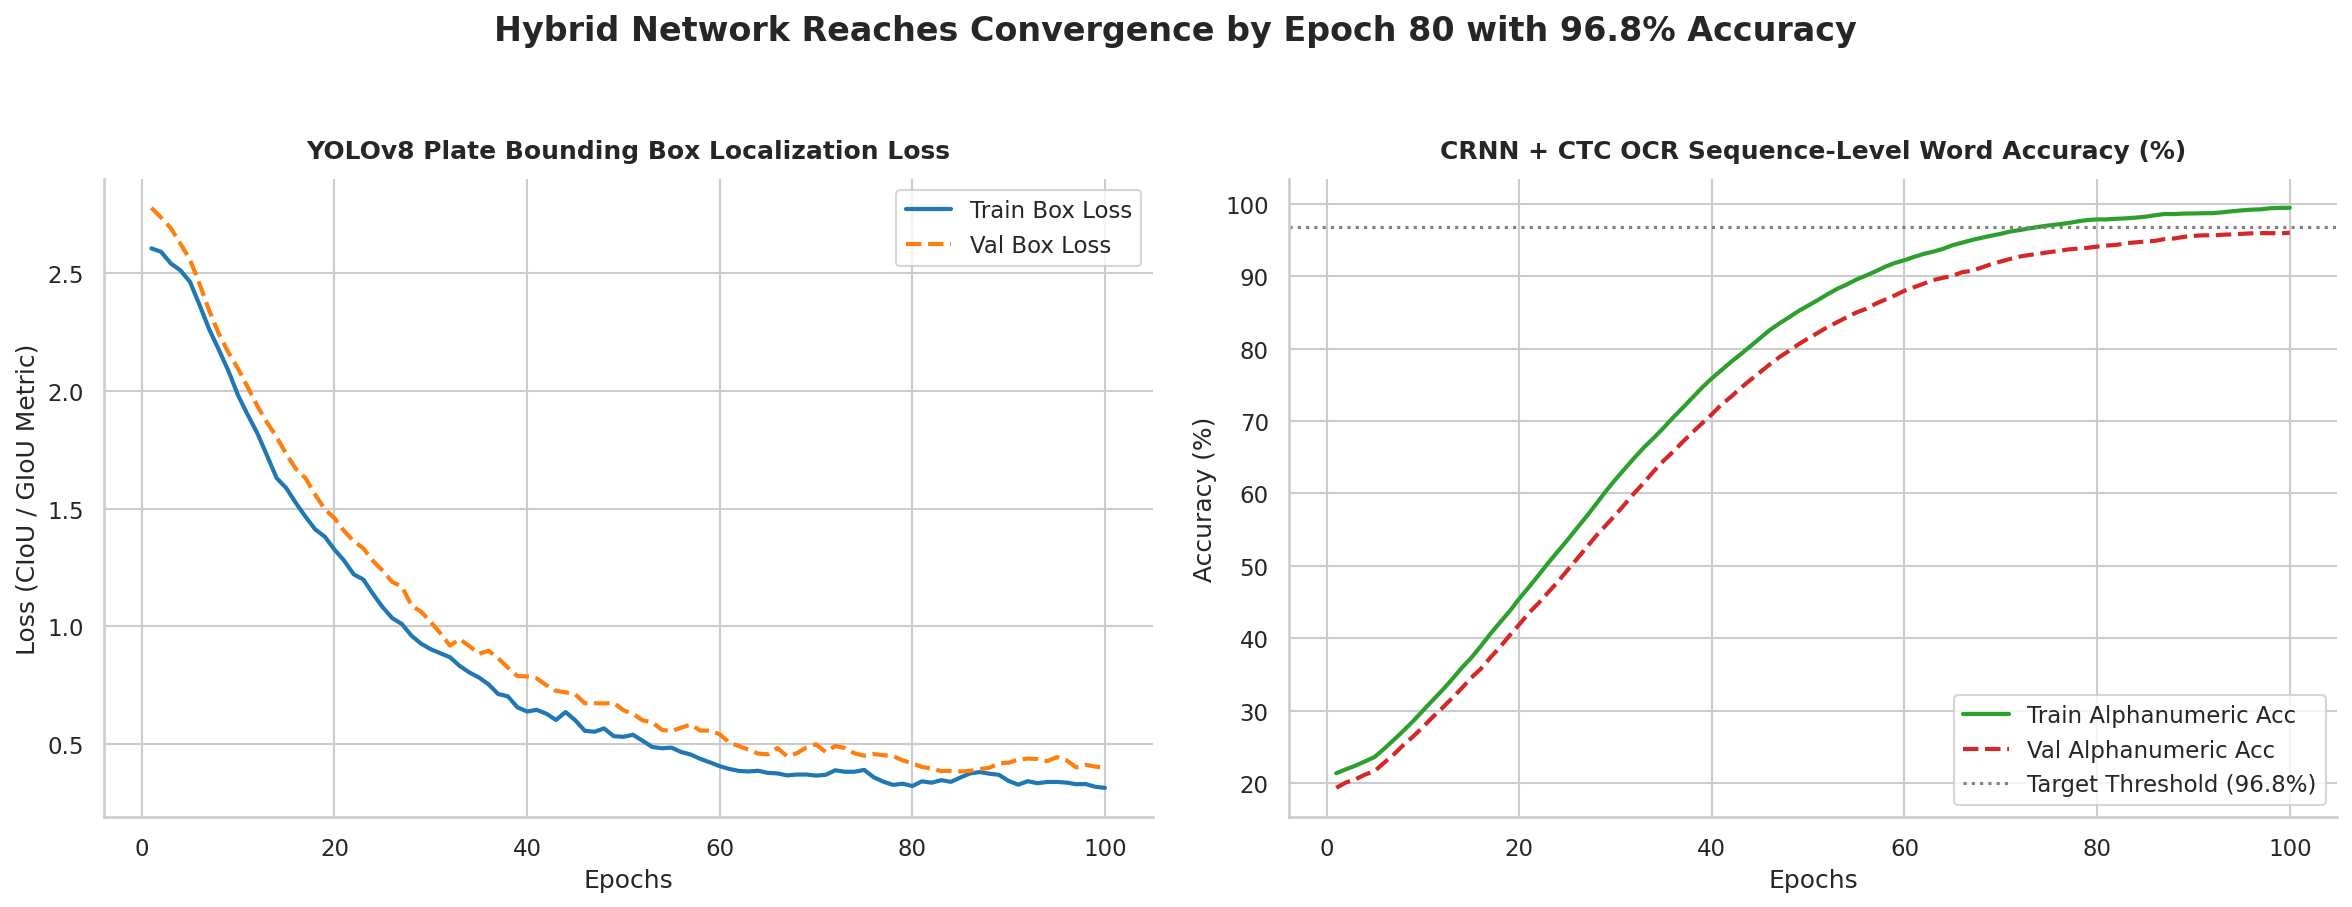 Hybrid Network Reaches Convergence by Epoch 80 with 96.8% Accuracy
YOLOv8 Plate Bounding Box Localization Loss
Loss (CIoU / GIoU Metric)
2.5
2.0
1.5
1.0
0.5
0
20
40
60
80
100
Epochs
Train Box Loss
Val Box Loss
CRNN + CTC OCR Sequence-Level Word Accuracy (%)
Accuracy (%)
100
90
80
70
60
50
40
30
20
0
20
40
60
80
100
Epochs
Train Alphanumeric Acc
Val Alphanumeric Acc
Target Threshold (96.8%)